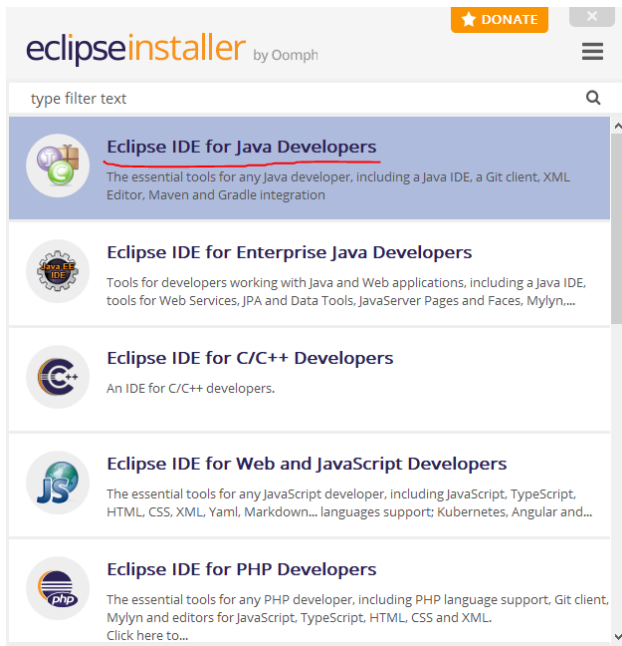 ★ DONATE
×
eclipseinstaller by Oomph
type filter text
Eclipse IDE for Java Developers
The essential tools for any Java developer, including a Java IDE, a Git client, XML
Editor, Maven and Gradle integration
Java EE
IDE
Eclipse IDE for Enterprise Java Developers
Tools for developers working with Java and Web applications, including a Java IDE,
tools for Web Services, JPA and Data Tools, JavaServer Pages and Faces, Mylyn,...
C++
Eclipse IDE for C/C++ Developers
An IDE for C/C++ developers.
JS
Eclipse IDE for Web and JavaScript Developers
The essential tools for any JavaScript developer, including JavaScript, TypeScript,
HTML, CSS, XML, Yaml, Markdown... languages support; Kubernetes, Angular and...
php
Eclipse IDE for PHP Developers
The essential tools for any PHP developer, including PHP language support, Git client,
Mylyn and editors for JavaScript, TypeScript, HTML, CSS and XML.
Click here to...